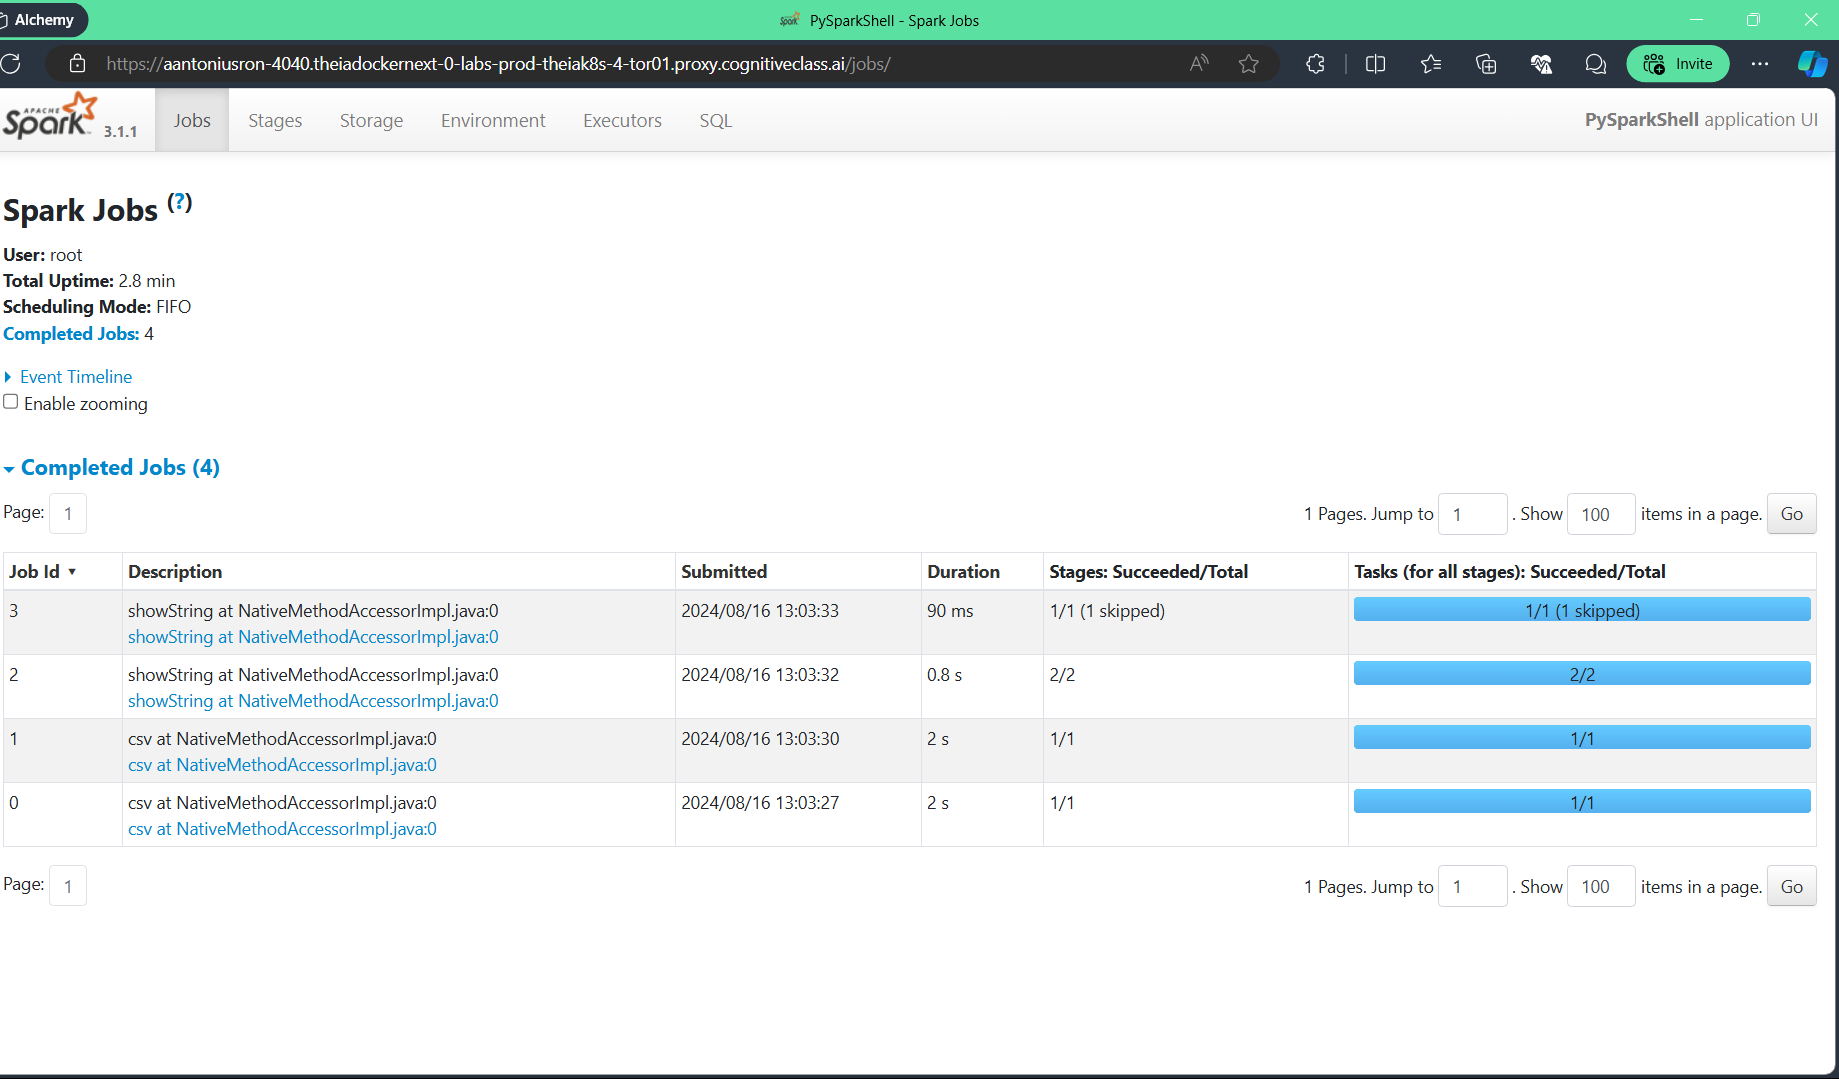 Alchemy
Spark PySparkShell - Spark Jobs
https://aantoniusron-4040.theiadockernext-0-labs-prod-theiak8s-4-tor01.proxy.cognitiveclass.ai/jobs/
Invite
APACHE Spark 3.1.1 Jobs Stages Storage Environment Executors SQL PySparkShell application UI
Spark Jobs (?)
User: root
Total Uptime: 2.8 min
Scheduling Mode: FIFO
Completed Jobs: 4
Event Timeline
Enable zooming
Completed Jobs (4)
Page: 1 1 Pages. Jump to 1 . Show 100 items in a page. Go
Job Id ▾ Description Submitted Duration Stages: Succeeded/Total Tasks (for all stages): Succeeded/Total
3 showString at NativeMethodAccessorImpl.java:0 2024/08/16 13:03:33 90 ms 1/1 (1 skipped) 1/1 (1 skipped)
showString at NativeMethodAccessorImpl.java:0
2 showString at NativeMethodAccessorImpl.java:0 2024/08/16 13:03:32 0.8 s 2/2 2/2
showString at NativeMethodAccessorImpl.java:0
1 csv at NativeMethodAccessorImpl.java:0 2024/08/16 13:03:30 2 s 1/1 1/1
csv at NativeMethodAccessorImpl.java:0
0 csv at NativeMethodAccessorImpl.java:0 2024/08/16 13:03:27 2 s 1/1 1/1
csv at NativeMethodAccessorImpl.java:0
Page: 1 1 Pages. Jump to 1 . Show 100 items in a page. Go